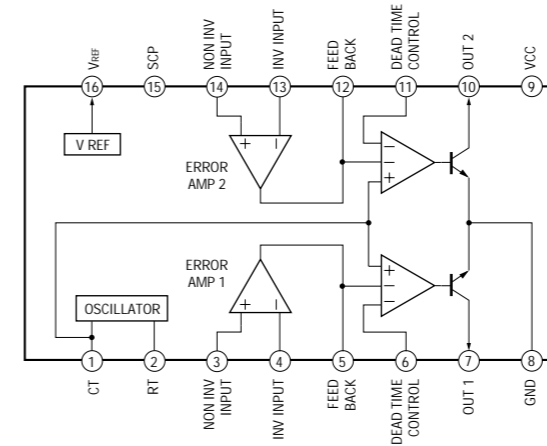 VREF
SCP
NON INV
INPUT
INV INPUT
FEED
BACK
DEAD TIME
CONTROL
OUT 2
VCC
16
15
14
13
12
11
10
9
V REF
ERROR
AMP 2
+
−
−
−
+
ERROR
AMP 1
+
−
+
−
−
OSCILLATOR
1
2
3
4
5
6
7
8
CT
RT
NON INV
INPUT
INV INPUT
FEED
BACK
DEAD TIME
CONTROL
OUT 1
GND